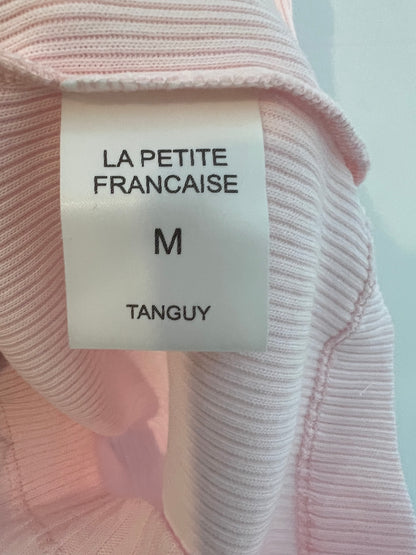 LA PETITE
FRANCAISE
M
TANGUY